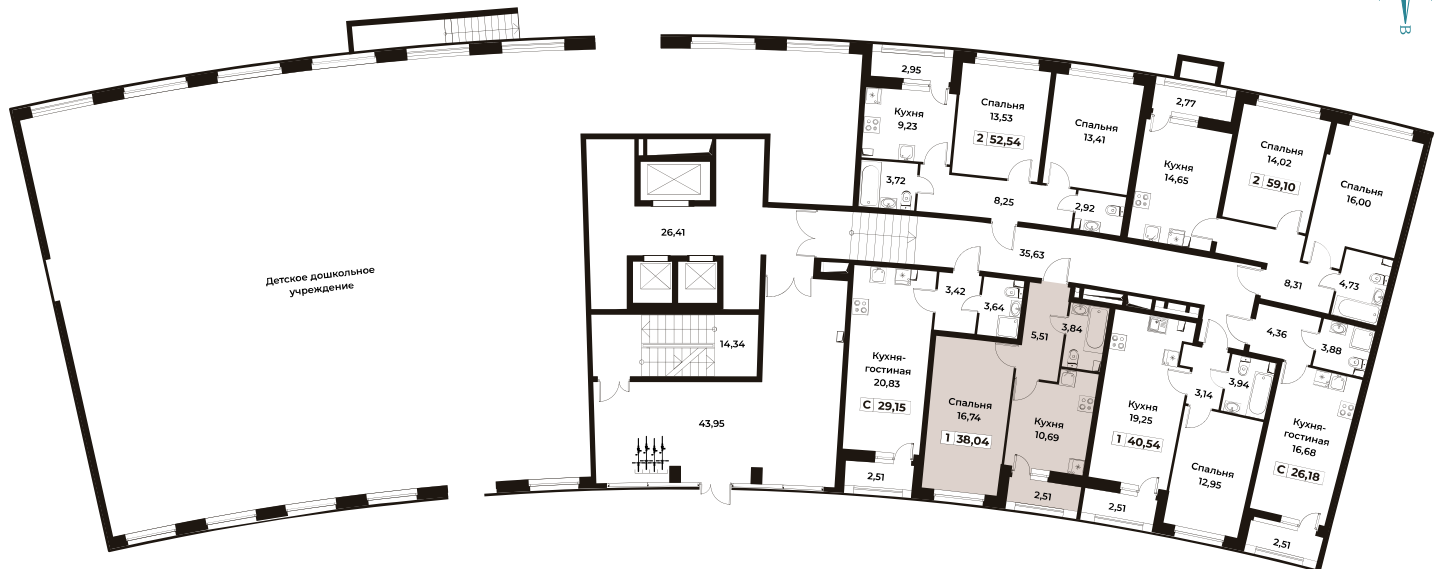 В
2,95
Кухня
9,23
Спальня
13,53
2 52,54
Спальня
13,41
2,77
Кухня
14,65
Спальня
14,02
2 59,10
Спальня
16,00
3,72
8,25
2,92
26,41
35,63
8,31
4,73
Детское дошкольное
учреждение
3,42
3,64
5,51
3,84
4,36
3,88
14,34
Кухня-
гостиная
20,83
С 29,15
Спальня
16,74
1 38,04
Кухня
10,69
Кухня
19,25
1 40,54
3,14
3,94
Кухня-
гостиная
16,68
С 26,18
43,95
Спальня
12,95
2,51
2,51
2,51
2,51